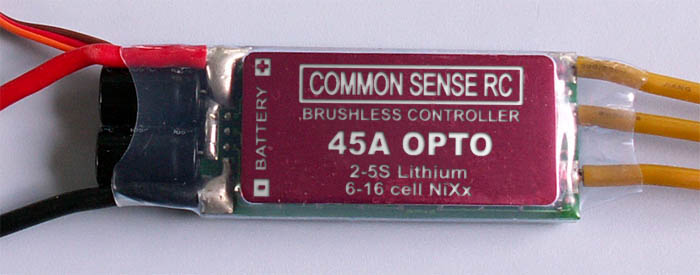 BATTERY
COMMON SENSE RC
BRUSHLESS CONTROLLER
45A OPTO
2-5S Lithium
6-16 cell NiXx